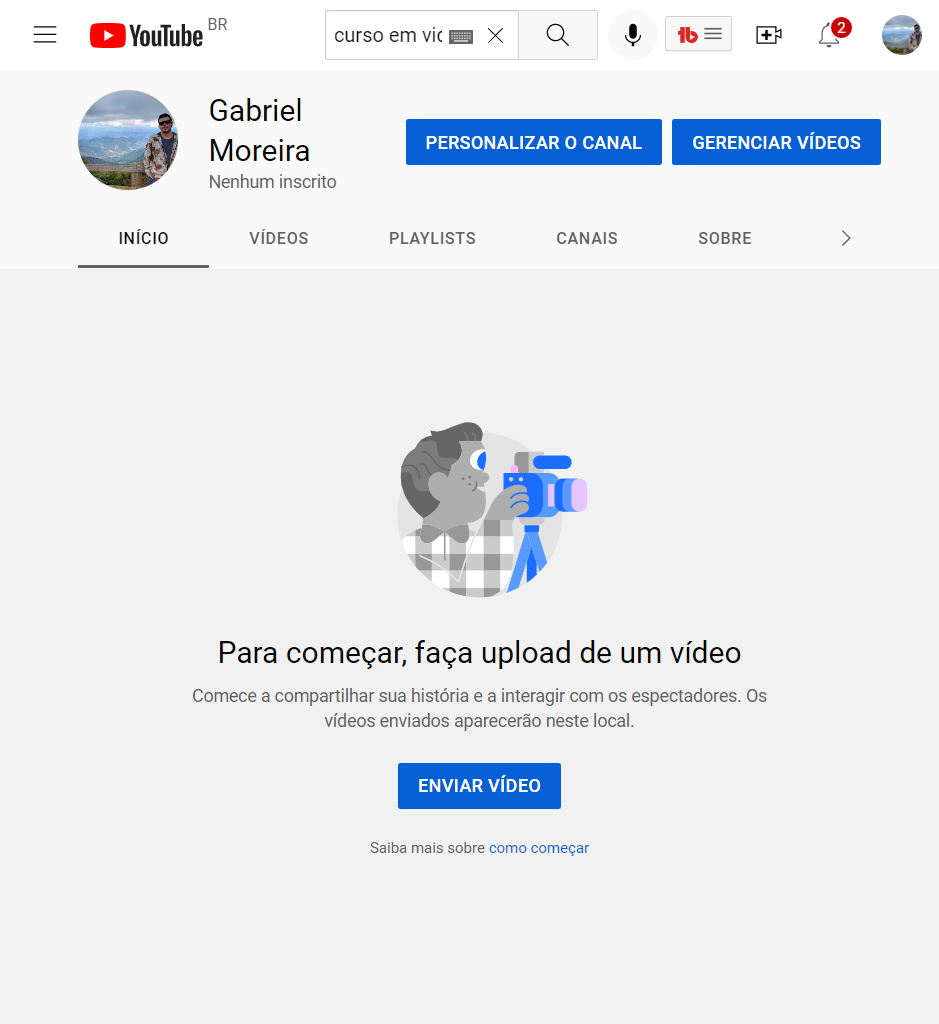 YouTube BR
curso em vic
tb
2
Gabriel
Moreira
Nenhum inscrito
PERSONALIZAR O CANAL
GERENCIAR VÍDEOS
INÍCIO
VÍDEOS
PLAYLISTS
CANAIS
SOBRE
Para começar, faça upload de um vídeo
Comece a compartilhar sua história e a interagir com os espectadores. Os
vídeos enviados aparecerão neste local.
ENVIAR VÍDEO
Saiba mais sobre como começar